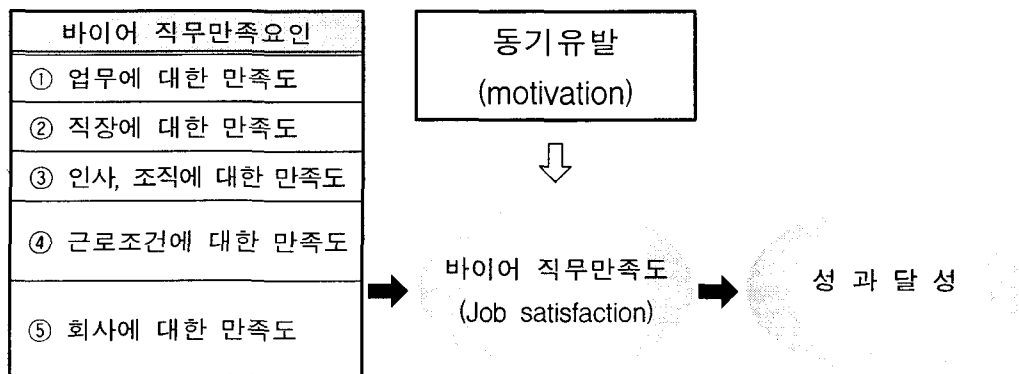 바이어 직무만족요인
① 업무에 대한 만족도
② 직장에 대한 만족도
③ 인사, 조직에 대한 만족도
④ 근로조건에 대한 만족도
⑤ 회사에 대한 만족도
동기유발
(motivation)
바이어 직무만족도
(Job satisfaction)
성 과 달 성